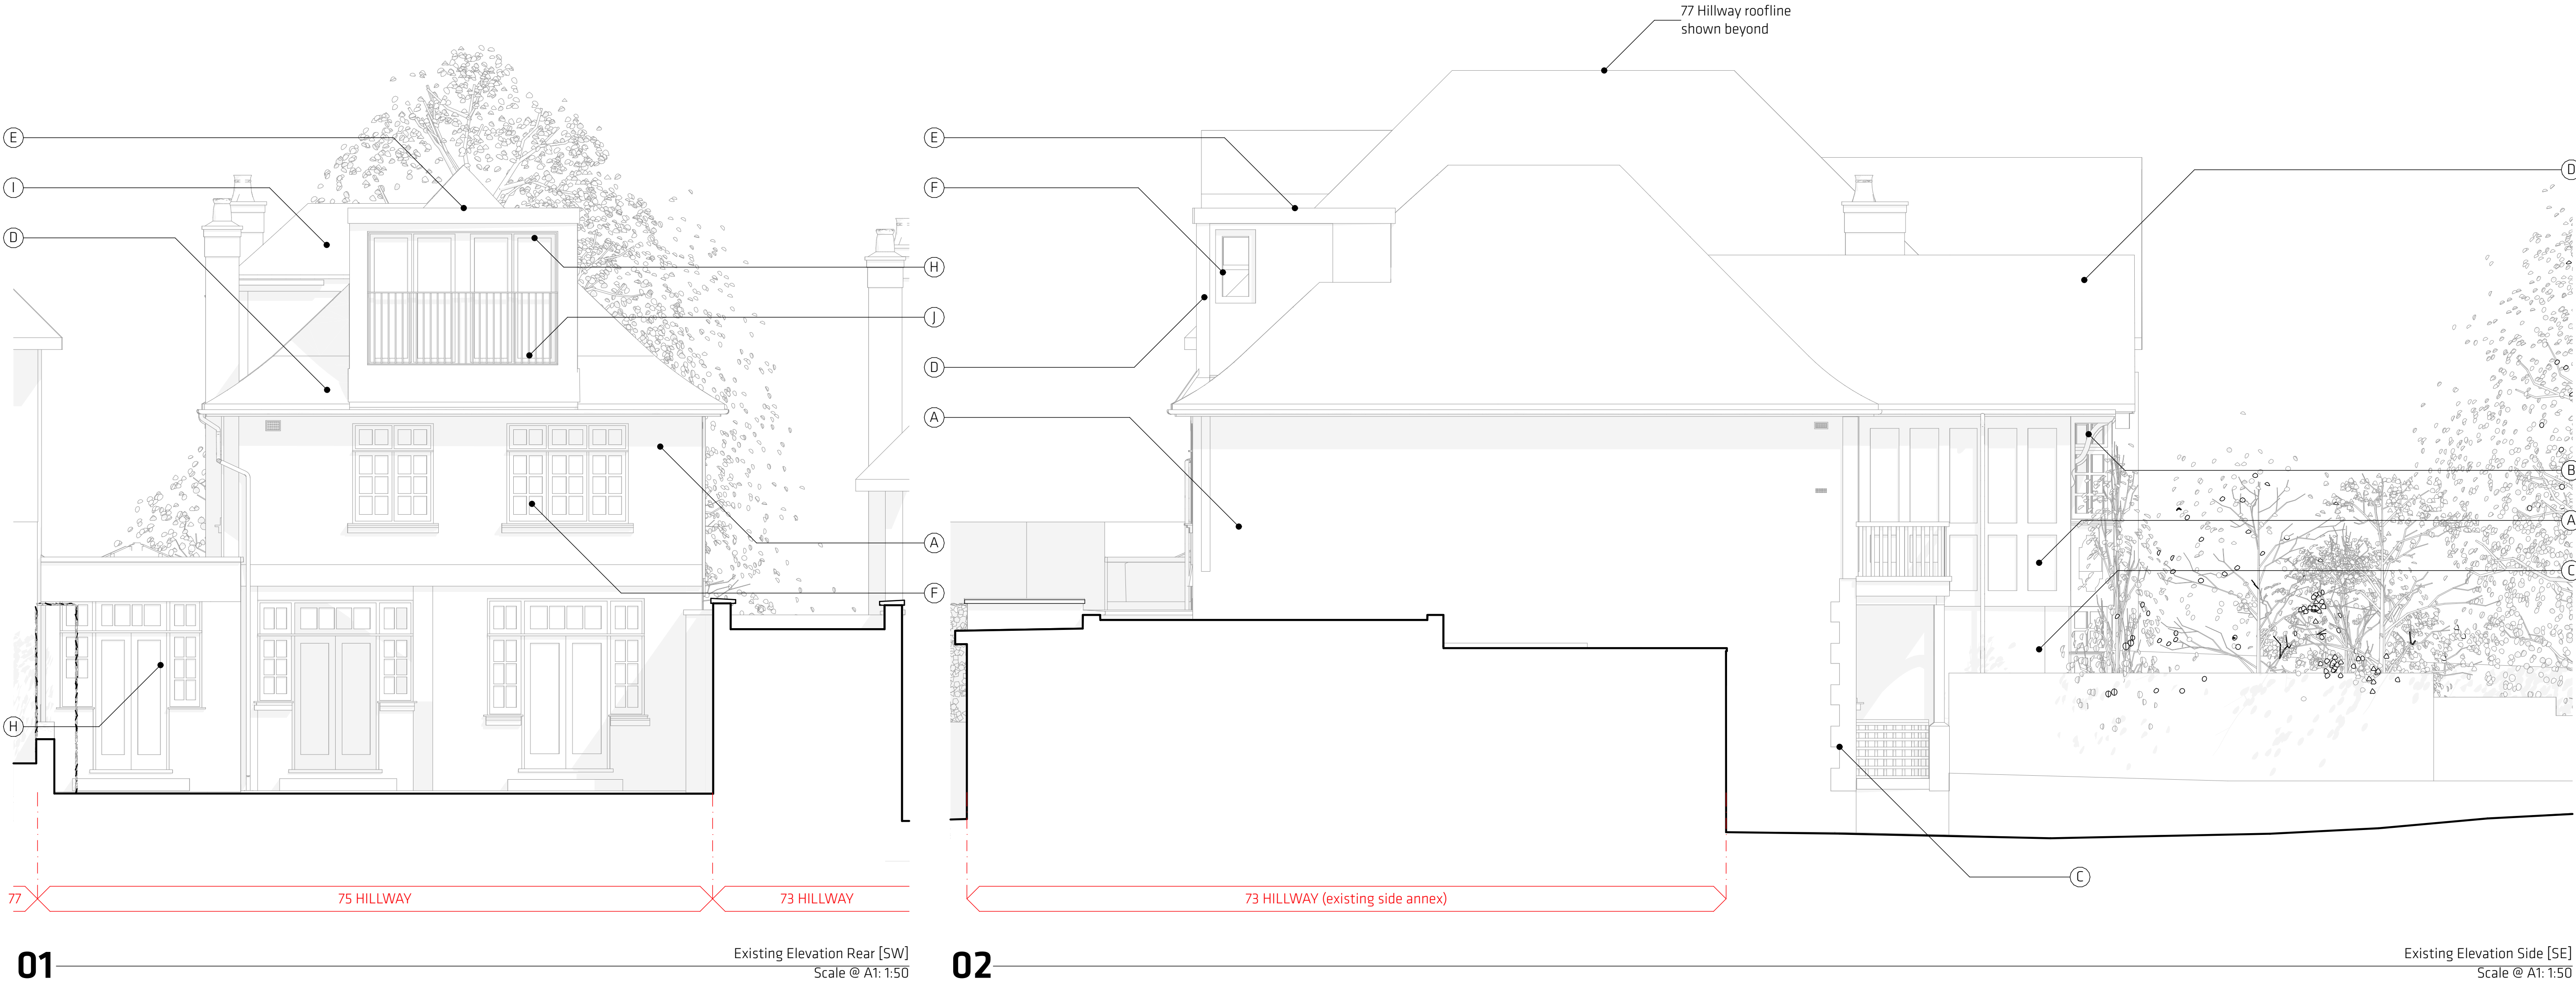 77 Hillway roofline
shown beyond
E
I
D
H
J
A
F
H
E
F
D
A
D
B
A
C
C
77
75 HILLWAY
73 HILLWAY
73 HILLWAY (existing side annex)
01
Existing Elevation Rear [SW]
Scale @ A1: 1:50
02
Existing Elevation Side [SE]
Scale @ A1: 1:50